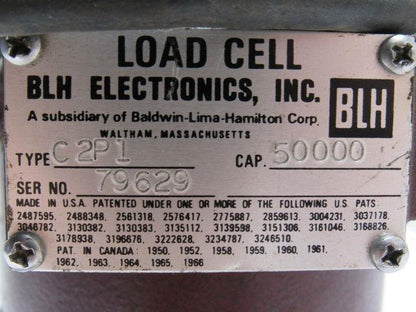 LOAD CELL
BLH ELECTRONICS, INC.
BLH
A subsidiary of Baldwin-Lima-Hamilton Corp.
WALTHAM, MASSACHUSETTS
TYPE C2P1 CAP. 50000
SER NO. 79629
MADE IN U.S.A. PATENTED UNDER ONE OR MORE OF THE FOLLOWING U.S. PATS:
2487595, 2488348, 2561318, 2576417, 2775887, 2859613, 3004231, 3037178,
3046782, 3130382, 3130383, 3135112, 3139598, 3151306, 3161046, 3168826,
3178938, 3196676, 3222628, 3234787, 3246510.
PAT. IN CANADA: 1950, 1952, 1958, 1959, 1960, 1961,
1962, 1963, 1964, 1965, 1966